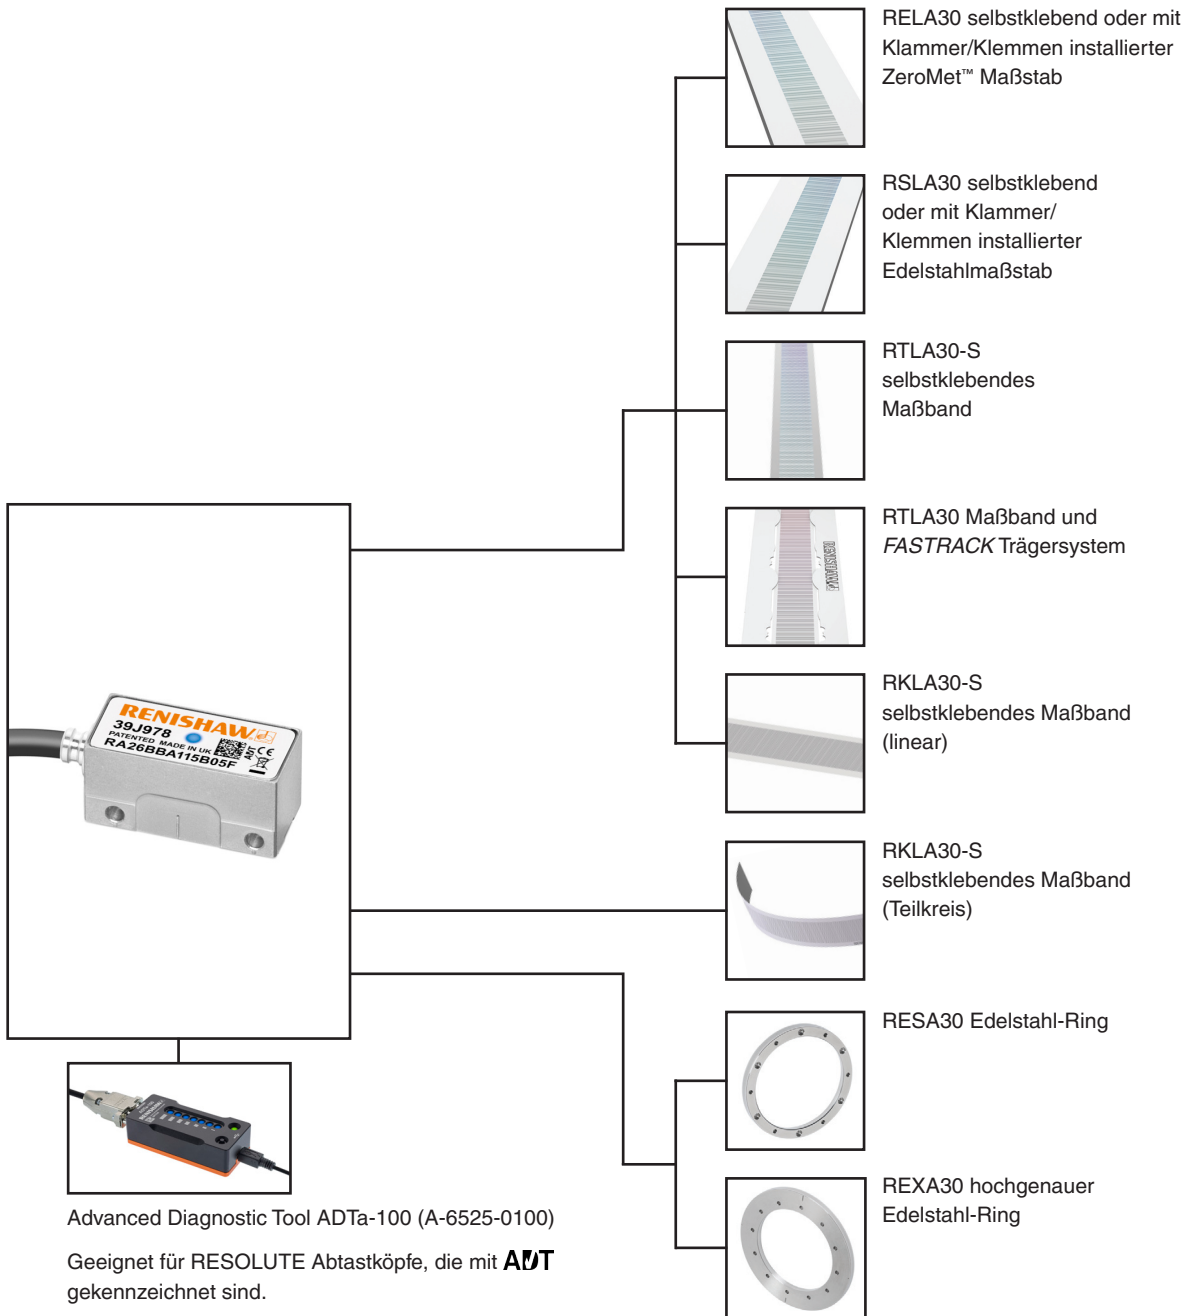 RELA30 selbstklebend oder mit
Klammer/Klemmen installierter
ZeroMet™ Maßstab
RSLA30 selbstklebend
oder mit Klammer/
Klemmen installierter
Edelstahlmaßstab
RTLA30-S
selbstklebendes
Maßband
RTLA30 Maßband und
FASTRACK Trägersystem
RENISHAW
RKLA30-S
selbstklebendes Maßband
(linear)
RENISHAW
39J978
PATENTED MADE IN UK
RA26BBA115B05F
ADT CE
RKLA30-S
selbstklebendes Maßband
(Teilkreis)
RESA30 Edelstahl-Ring
REXA30 hochgenauer
Edelstahl-Ring
Advanced Diagnostic Tool ADTa-100 (A-6525-0100)
Geeignet für RESOLUTE Abtastköpfe, die mit ADT
gekennzeichnet sind.